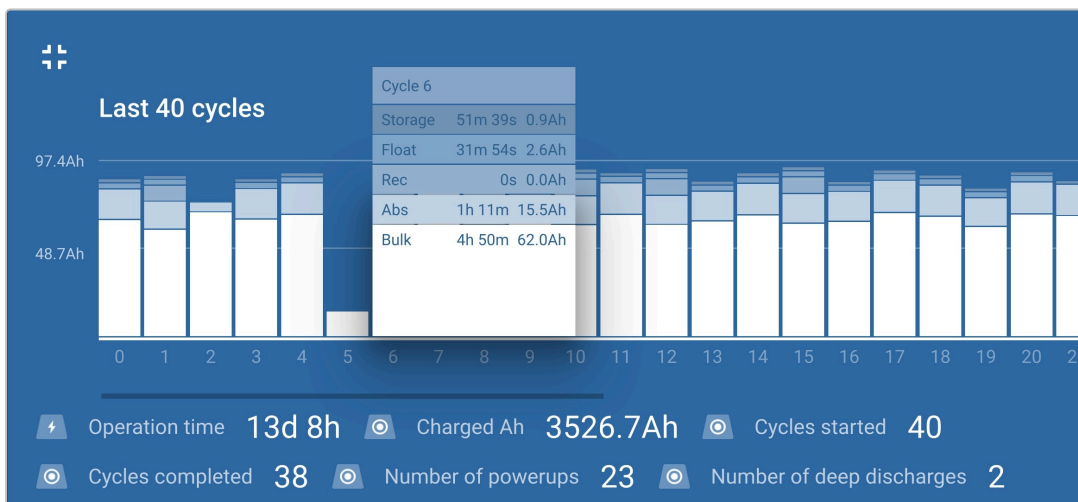 Last 40 cycles
Cycle 6
Storage 51m 39s 0.9Ah
Float 31m 54s 2.6Ah
Rec 0s 0.0Ah
Abs 1h 11m 15.5Ah
Bulk 4h 50m 62.0Ah
97.4Ah
48.7Ah
0 1 2 3 4 5 6 7 8 9 10 11 12 13 14 15 16 17 18 19 20
Operation time 13d 8h Charged Ah 3526.7Ah Cycles started 40
Cycles completed 38 Number of powerups 23 Number of deep discharges 2